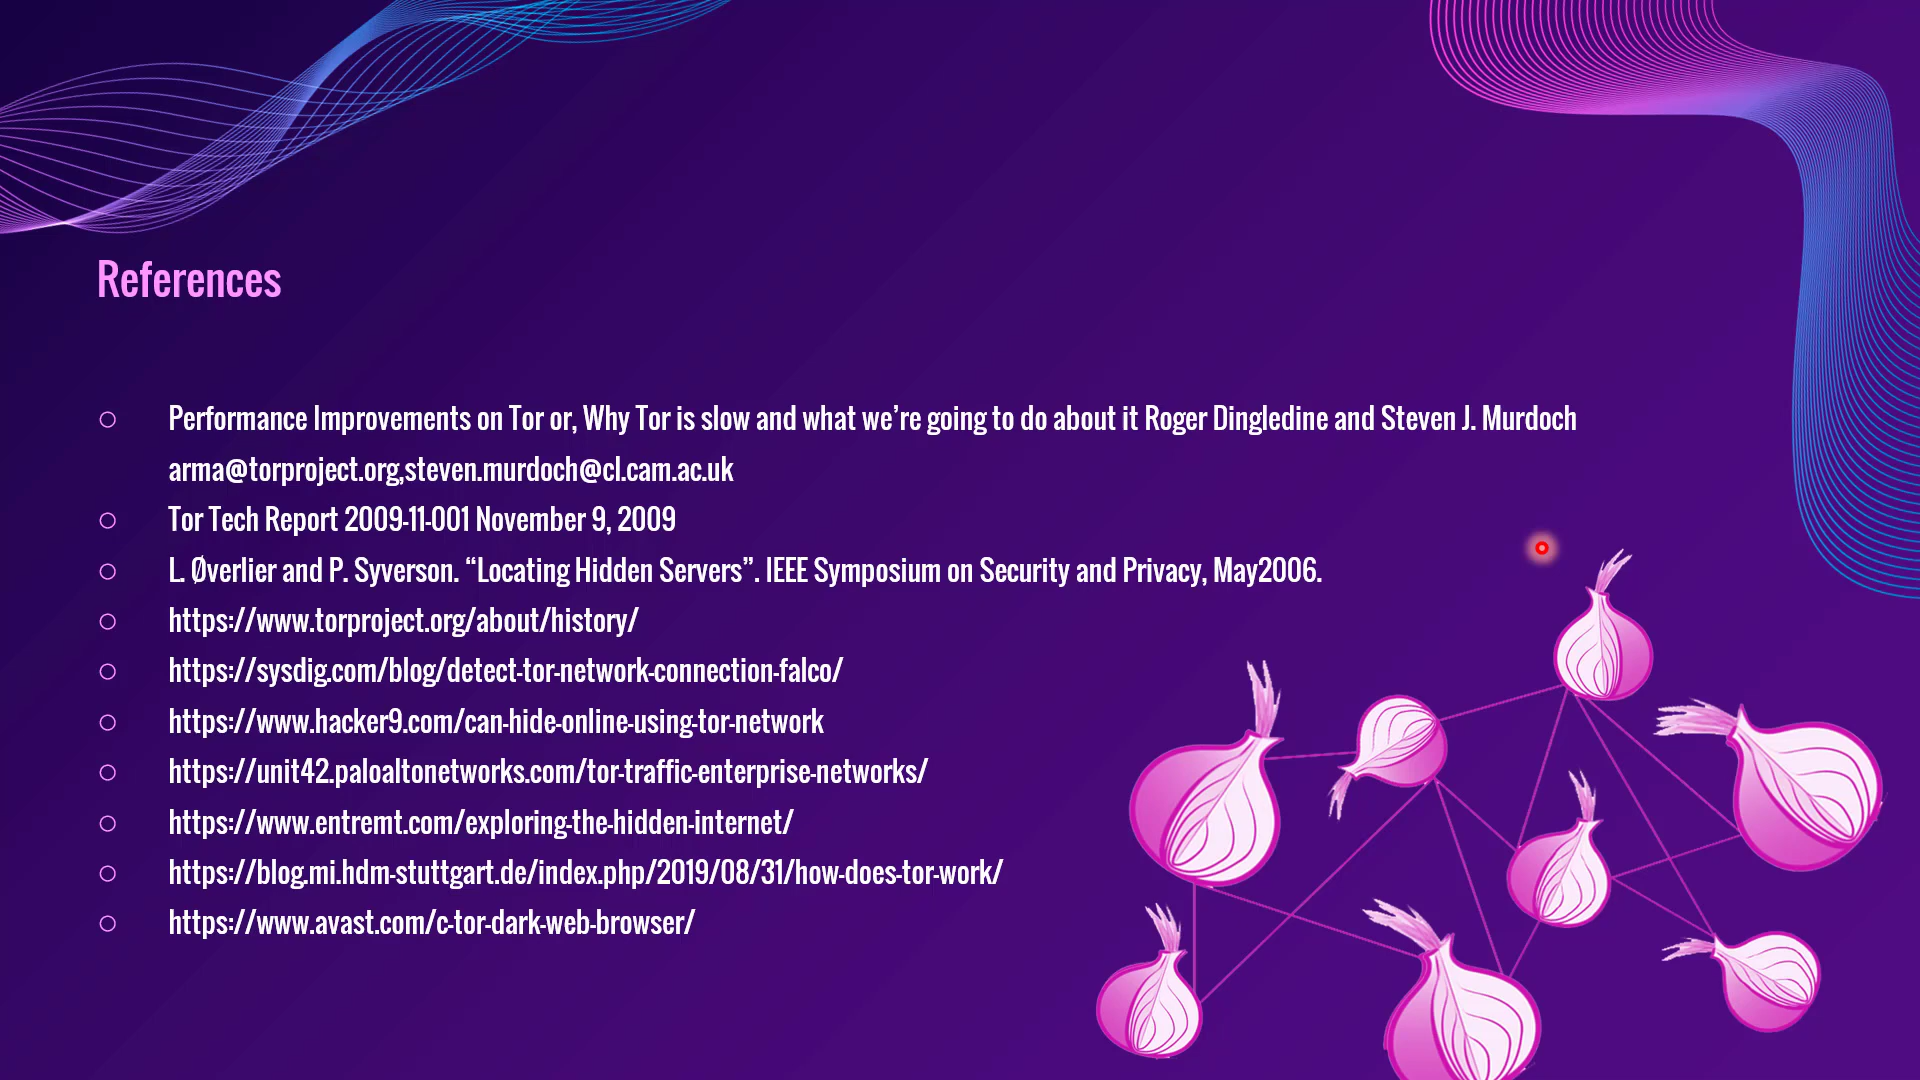 References
Performance Improvements on Tor or, Why Tor is slow and what we’re going to do about it Roger Dingledine and Steven J. Murdoch
arma@torproject.org,steven.murdoch@cl.cam.ac.uk
Tor Tech Report 2009-11-001 November 9, 2009
L. Øverlier and P. Syverson. “Locating Hidden Servers”. IEEE Symposium on Security and Privacy, May2006.
https://www.torproject.org/about/history/
https://sysdig.com/blog/detect-tor-network-connection-falco/
https://www.hacker9.com/can-hide-online-using-tor-network
https://unit42.paloaltonetworks.com/tor-traffic-enterprise-networks/
https://www.entremt.com/exploring-the-hidden-internet/
https://blog.mi.hdm-stuttgart.de/index.php/2019/08/31/how-does-tor-work/
https://www.avast.com/c-tor-dark-web-browser/